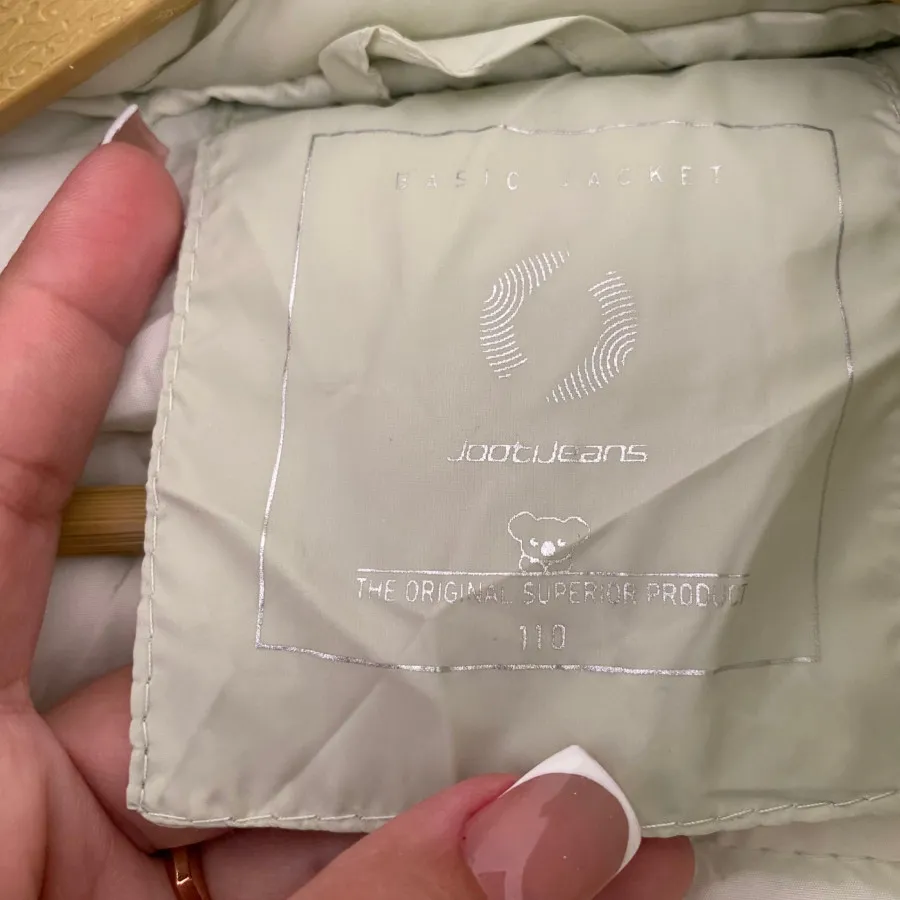 BASIC JACKET
JootiJeans
THE ORIGINAL SUPERIOR PRODUCT
110